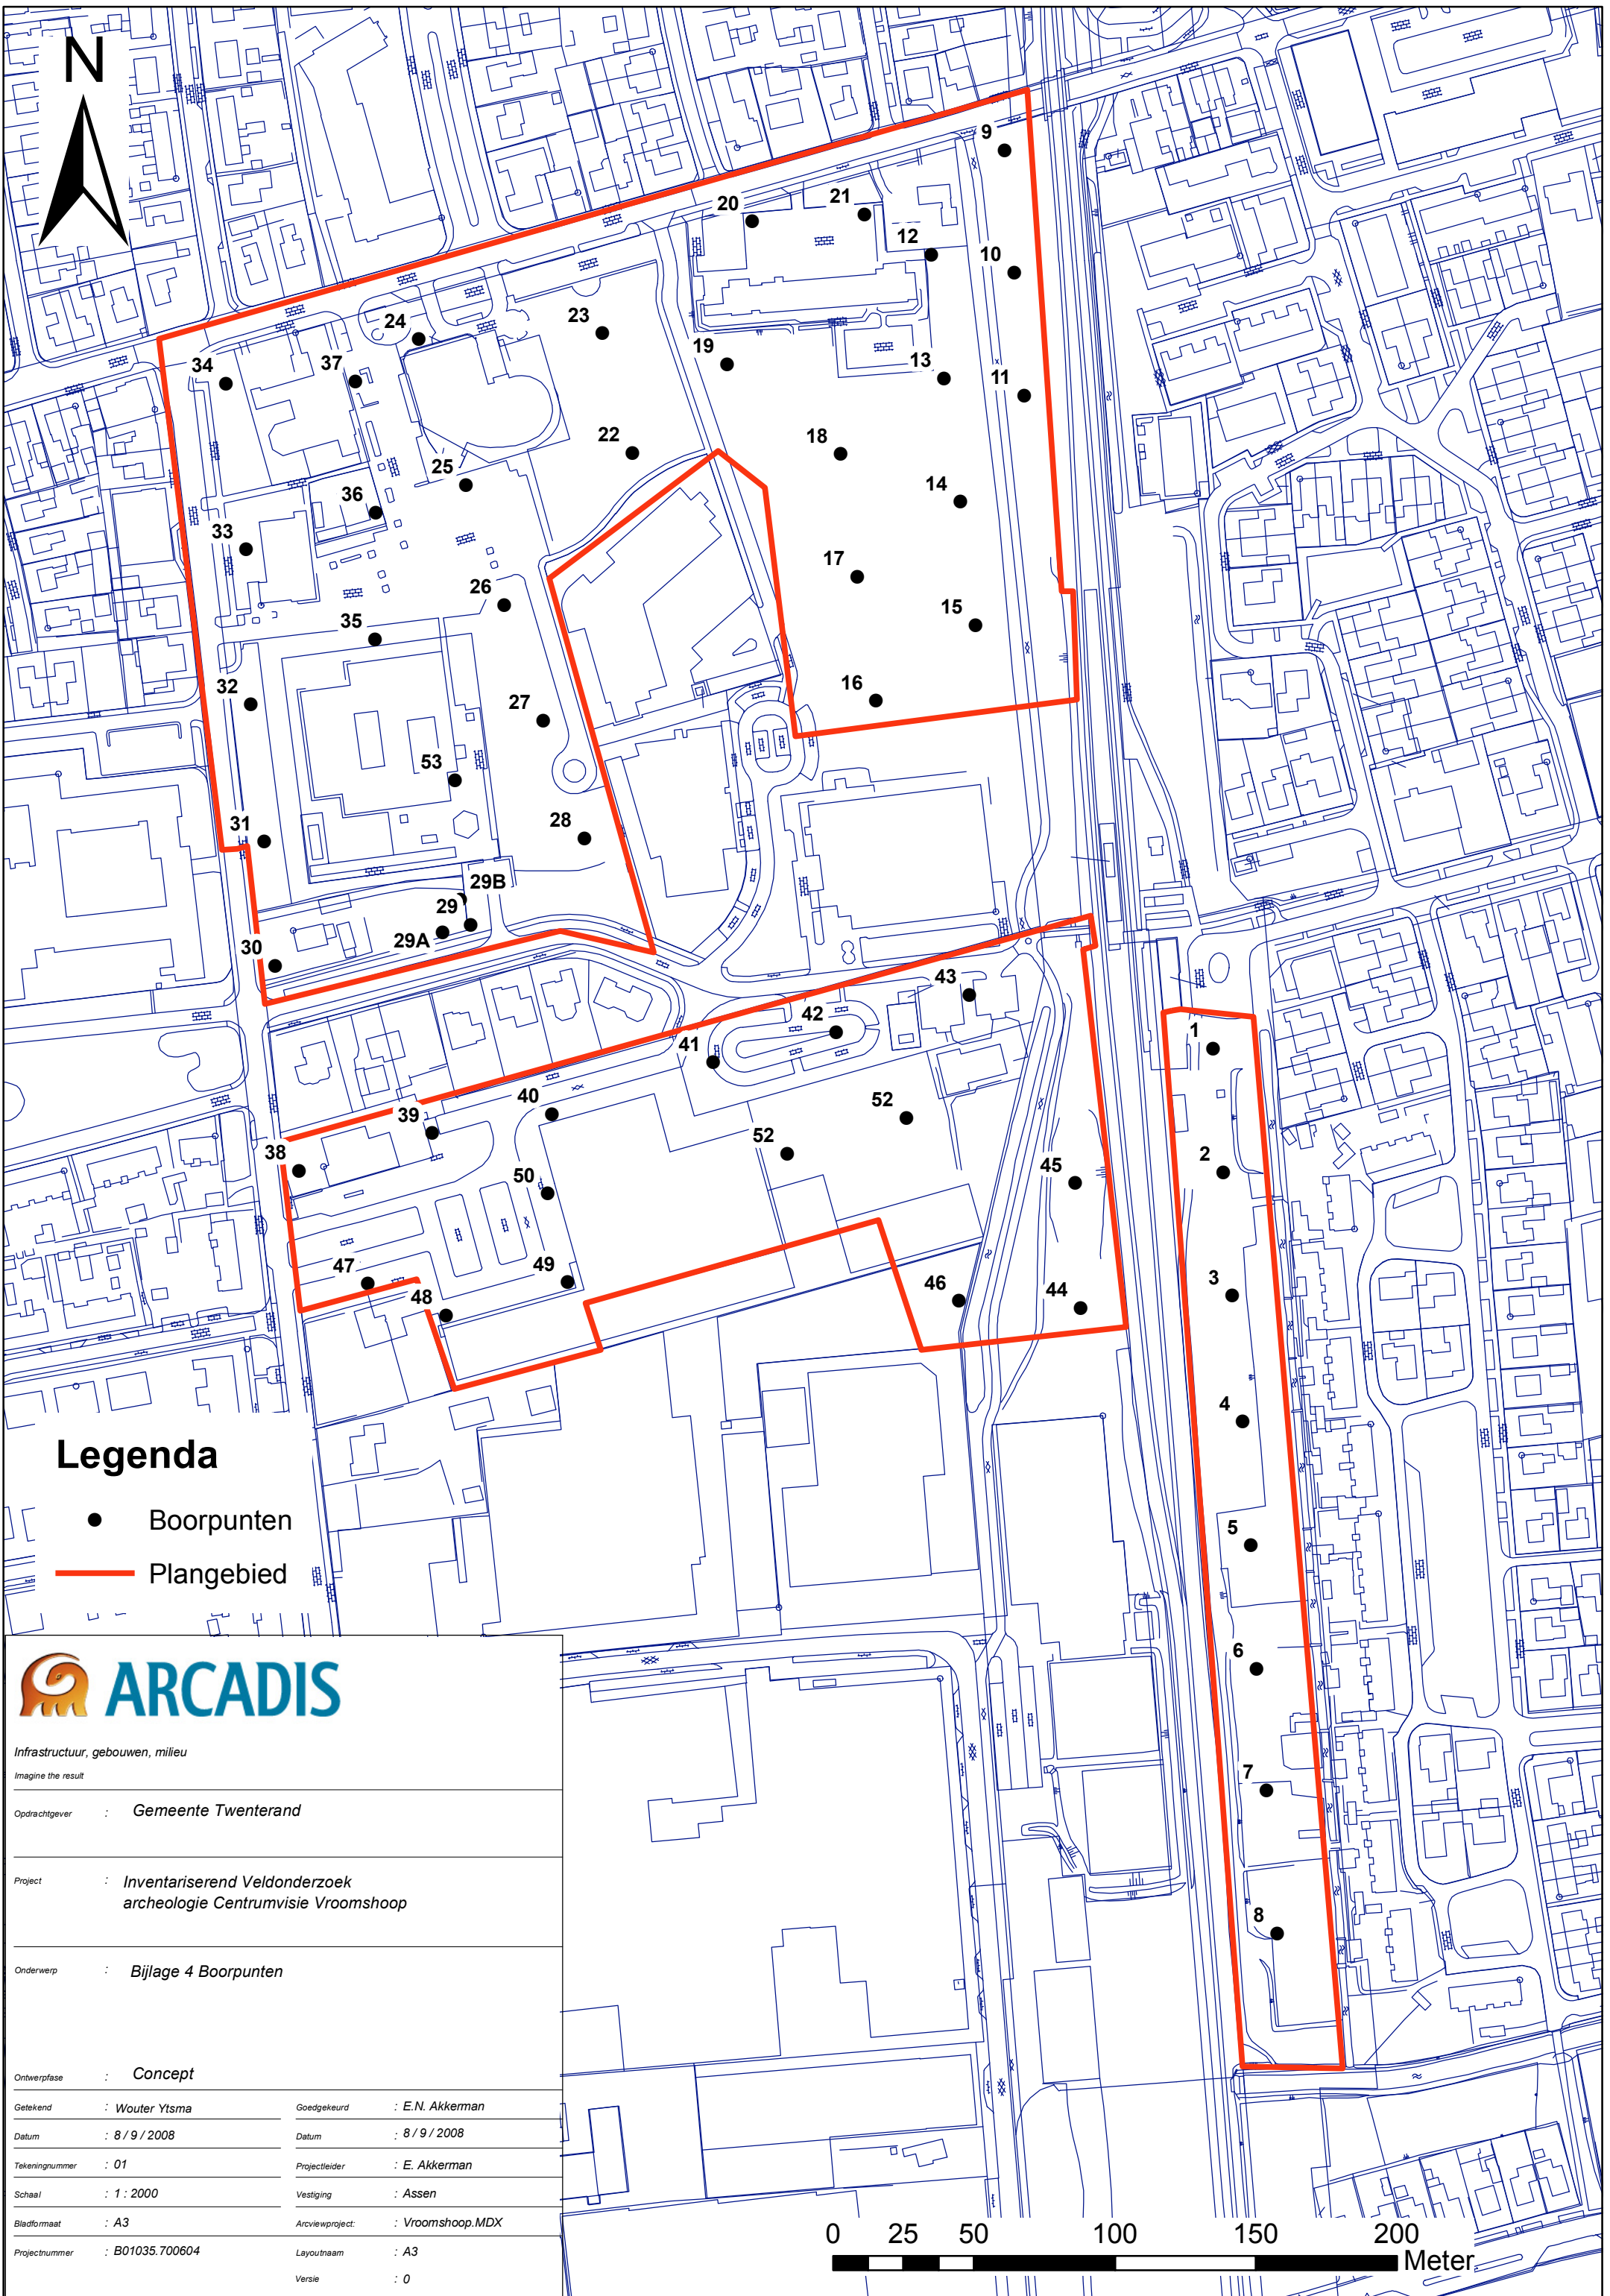 N
9
20
21
12
10
23
24
19
13
11
34
37
22
18
25
14
36
33
17
26
15
35
32
16
27
53
31
28
29B
29
29A
30
43
42
1
41
40
52
39
52
38
2
45
50
47
49
3
48
46
44
4
Legenda
Boorpunten
Plangebied
5
6
7
8
ARCADIS
Infrastructuur, gebouwen, milieu
Imagine the result
Opdrachtgever : Gemeente Twenterand
Project : Inventariserend Veldonderzoek
archeologie Centrumvisie Vroomshoop
Onderwerp : Bijlage 4 Boorpunten
Ontwerpfase : Concept
Getekend : Wouter Ytsma Goedgekeurd : E.N. Akkerman
Datum : 8 / 9 / 2008 Datum : 8 / 9 / 2008
Tekeningnummer : 01 Projectleider : E. Akkerman
Schaal : 1 : 2000 Vestiging : Assen
Bladformaat : A3 Arcviewproject: : Vroomshoop.MDX
Projectnummer : B01035.700604 Layoutnaam : A3
Versie : 0
0 25 50 100 150 200
Meter